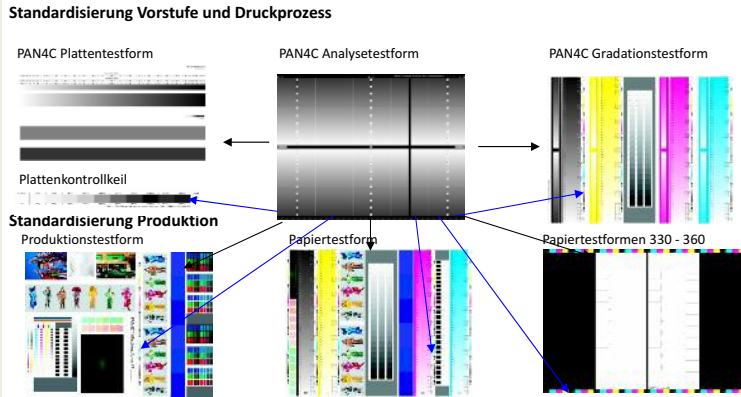 Standardisierung Vorstufe und Druckprozess
PAN4C Plattentestform
PAN4C Analysetestform
PAN4C Gradationstestform
Plattenkontrollkeil
Standardisierung Produktion
Produktionstestform
Papiertestform
Papiertestformen 330 - 360